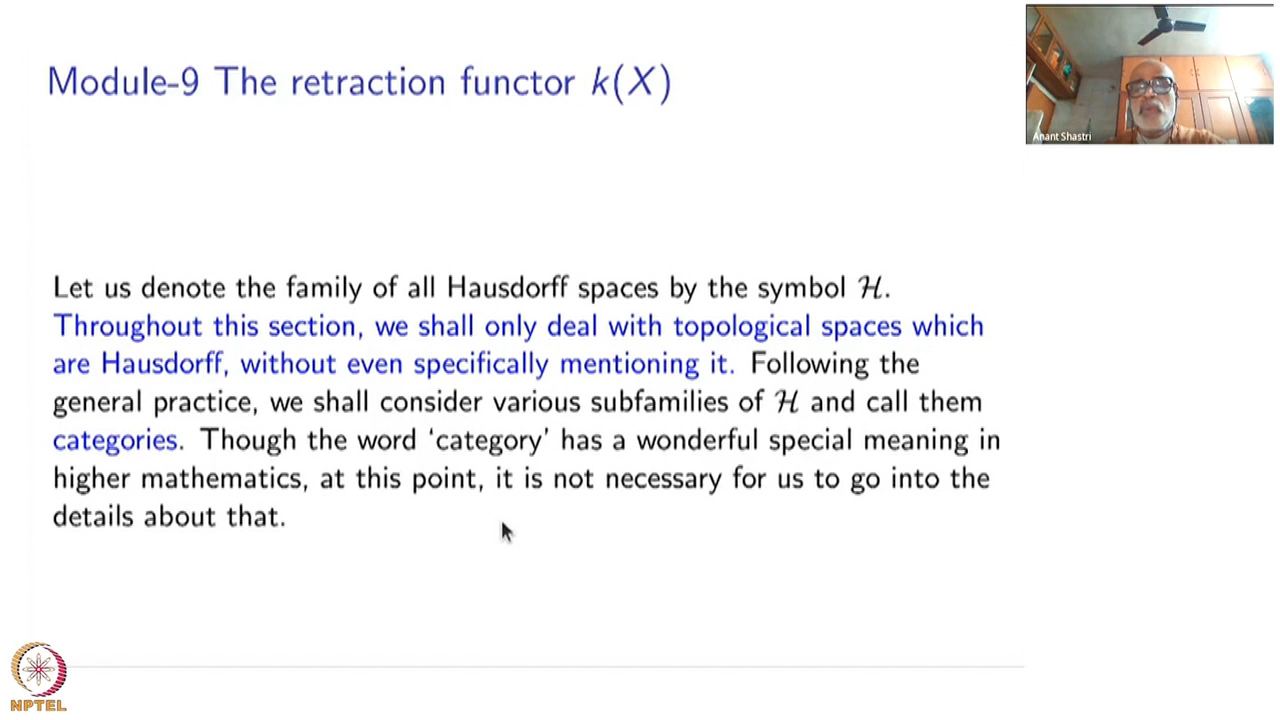 Module-9 The retraction functor k(X)
Anant Shastri
Let us denote the family of all Hausdorff spaces by the symbol ℋ.
Throughout this section, we shall only deal with topological spaces which
are Hausdorff, without even specifically mentioning it. Following the
general practice, we shall consider various subfamilies of ℋ and call them
categories. Though the word ‘category’ has a wonderful special meaning in
higher mathematics, at this point, it is not necessary for us to go into the
details about that.
NPTEL